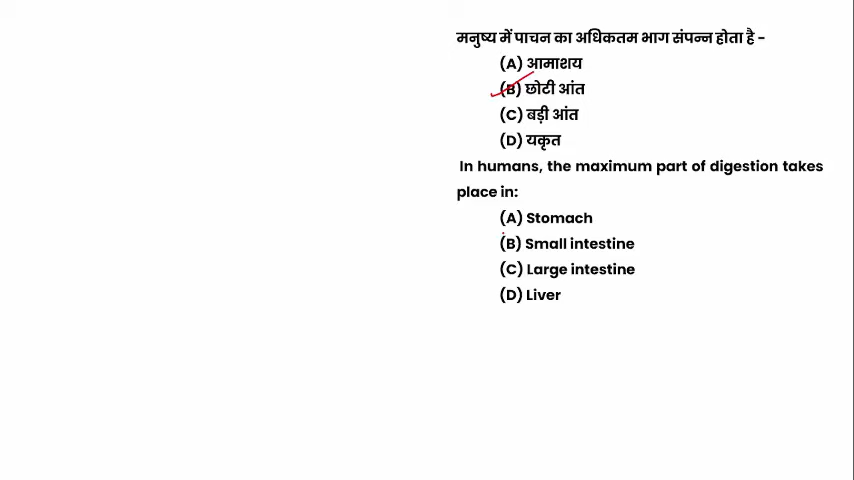 मनुष्य में पाचन का अधिकतम भाग संपन्न होता है -
(A) आमाशय
(B) छोटी आंत
(C) बड़ी आंत
(D) यकृत
In humans, the maximum part of digestion takes
place in:
(A) Stomach
(B) Small intestine
(C) Large intestine
(D) Liver